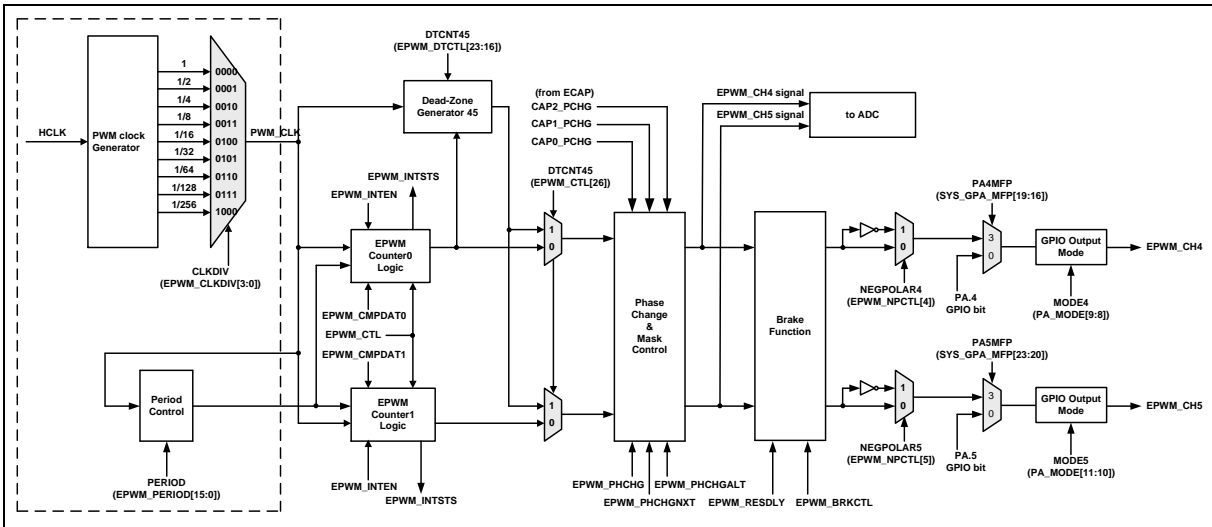 DTCNT45
(EPWM_DTCTL[23:16])
1
0000
1/2
0001
1/4
0010
1/8
0011
1/16
0100
1/32
0101
1/64
0110
1/128
0111
1/256
1000
HCLK
PWM clock
Generator
PWM_CLK
CLKDIV
(EPWM_CLKDIV[3:0])
Dead-Zone
Generator 45
(from ECAP)
CAP2_PCHG
CAP1_PCHG
CAP0_PCHG
EPWM_CH4 signal
EPWM_CH5 signal
to ADC
EPWM_INTSTS
EPWM_INTEN
DTCNT45
(EPWM_CTL[26])
EPWM
Counter0
Logic
1
0
EPWM_CMPDAT0
EPWM_CTL
EPWM_CMPDAT1
Period
Control
EPWM
Counter1
Logic
1
0
PERIOD
(EPWM_PERIOD[15:0])
EPWM_INTEN
EPWM_INTSTS
Phase
Change
&
Mask
Control
EPWM_PHCHG
EPWM_PHCHGALT
EPWM_PHCHGNXT
Brake
Function
EPWM_RESDLY
EPWM_BRKCTL
1
0
NEGPOLAR4
(EPWM_NPCTL[4])
PA4MFP
(SYS_GPA_MFP[19:16])
3
0
PA.4
GPIO bit
GPIO Output
Mode
EPWM_CH4
MODE4
(PA_MODE[9:8])
1
0
NEGPOLAR5
(EPWM_NPCTL[5])
PA5MFP
(SYS_GPA_MFP[23:20])
3
0
PA.5
GPIO bit
GPIO Output
Mode
EPWM_CH5
MODE5
(PA_MODE[11:10])